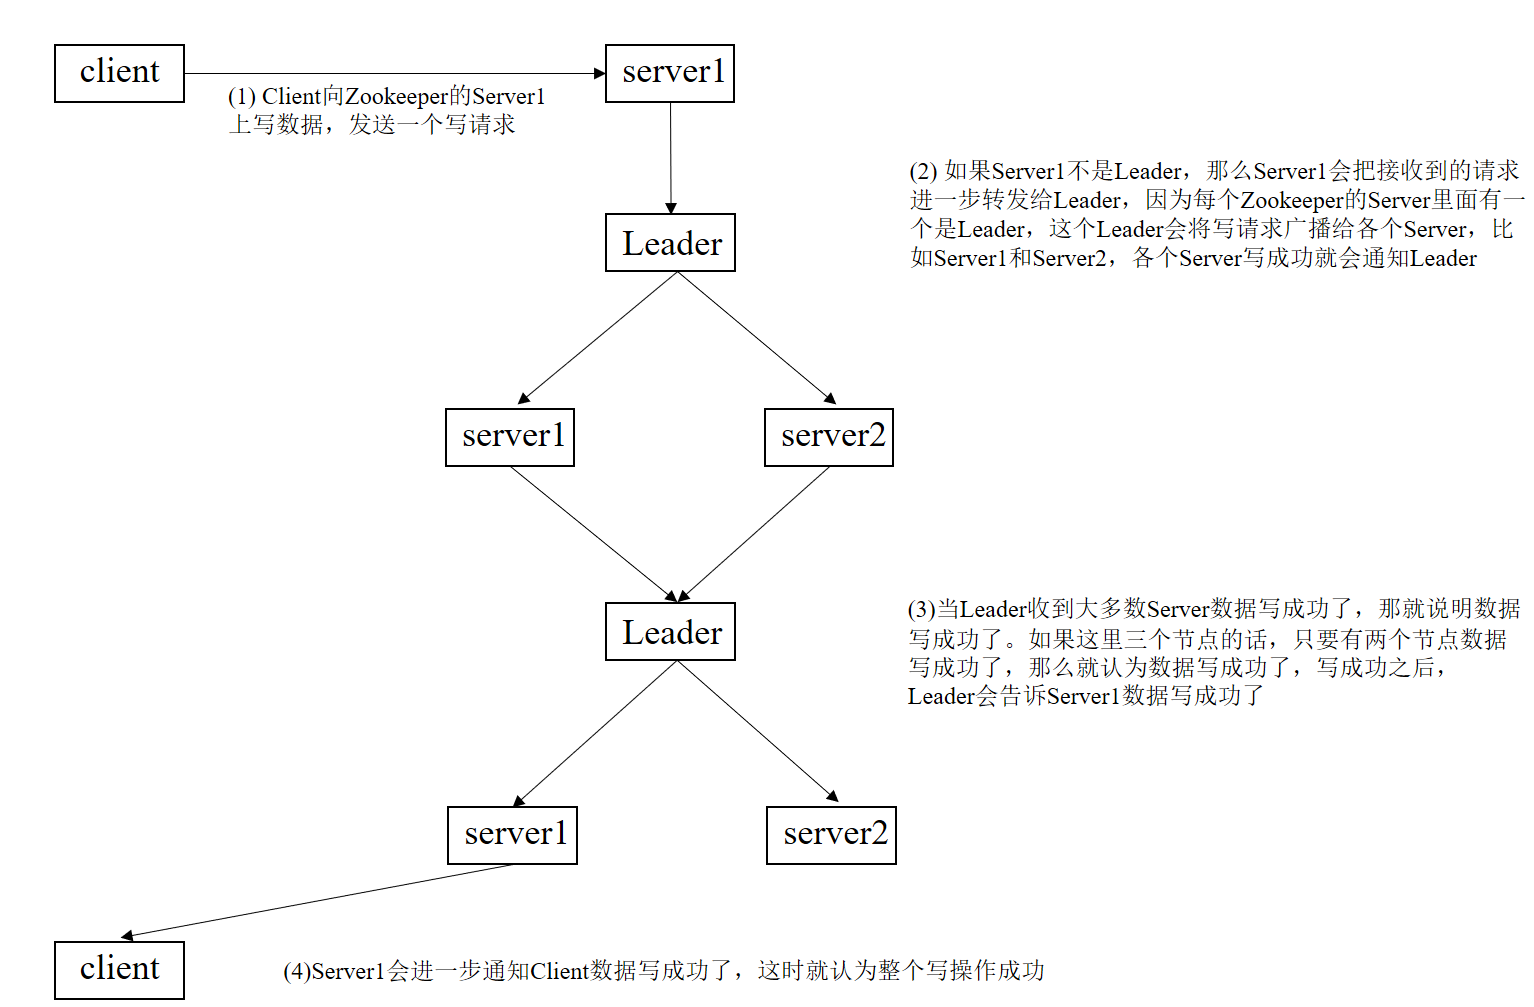 client
server1
(1) Client向Zookeeper的Server1
上写数据，发送一个写请求
(2) 如果Server1不是Leader，那么Server1会把接收到的请求
进一步转发给Leader，因为每个Zookeeper的Server里面有一
个是Leader，这个Leader会将写请求广播给各个Server，比
如Server1和Server2，各个Server写成功就会通知Leader
Leader
server1
server2
Leader
(3)当Leader收到大多数Server数据写成功了，那就说明数据
写成功了。如果这里三个节点的话，只要有两个节点数据
写成功了，那么就认为数据写成功了，写成功之后，
Leader会告诉Server1数据写成功了
server1
server2
client
(4)Server1会进一步通知Client数据写成功了，这时就认为整个写操作成功